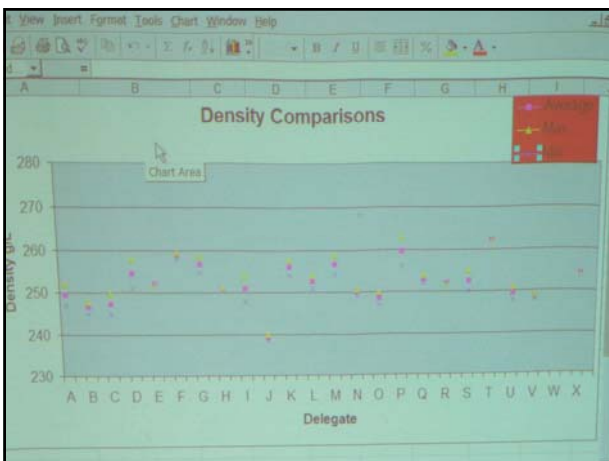 View Insert Format Tools Chart Window Help
B I U %
=
A B C D E F G H I
Density Comparisons
Average
Max
Chart Area
280
270
260
250
240
230
Density g/L
A B C D E F G H I J K L M N O P Q R S T U V W X
Delegate